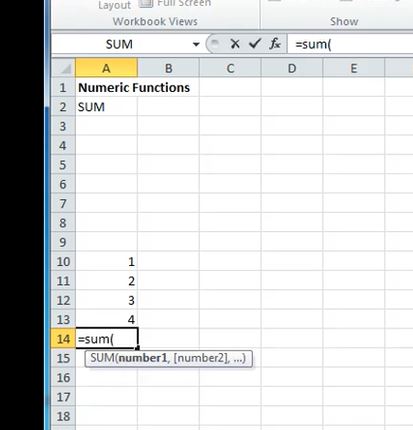 Layout Full Screen
Workbook Views Show
SUM =sum(
A B C D E
1 Numeric Functions
2 SUM
3
4
5
6
7
8
9
10 1
11 2
12 3
13 4
14 =sum(
15 SUM(number1, [number2], ...)
16
17
18